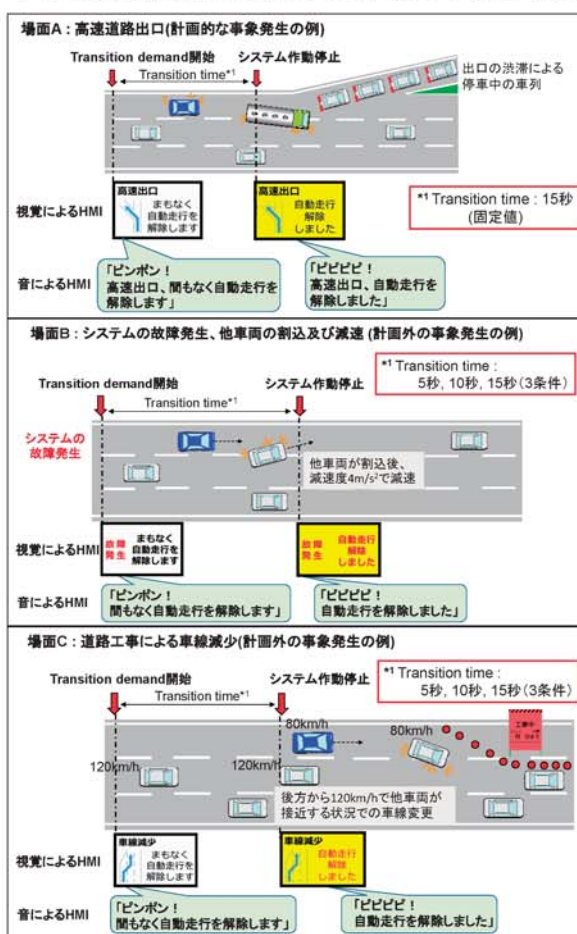 場面A:高速道路出口(計画的な事象発生の例)
Transition demand開始
システム作動停止
Transition time*1
出口の渋滞による
停車中の車列
視覚によるHMI
高速出口
まもなく
自動走行を
解除します
高速出口
自動走行
解除
しました
*1 Transition time : 15秒
(固定値)
音によるHMI
「ピンポン!
高速出口、間もなく自動走行を
解除します」
「ピピピピ!
高速出口、自動走行を
解除しました」
場面B:システムの故障発生、他車両の割込及び減速 (計画外の事象発生の例)
*1 Transition time :
5秒, 10秒, 15秒(3条件)
Transition demand開始
システム作動停止
Transition time*1
システムの
故障発生
他車両が割込後、
減速度4m/s²で減速
視覚によるHMI
故障
発生
まもなく
自動走行を
解除します
故障
発生
自動走行
解除
しました
音によるHMI
「ピンポン!
間もなく自動走行を解除します」
「ピピピピ!
自動走行を解除しました」
場面C:道路工事による車線減少(計画外の事象発生の例)
*1 Transition time :
5秒, 10秒, 15秒(3条件)
Transition demand開始
システム作動停止
Transition time*1
80km/h
80km/h
工事中
120km/h
120km/h
後方から120km/hで他車両が
接近する状況での車線変更
視覚によるHMI
車線減少
まもなく
自動走行を
解除します
車線減少
自動走行
解除
しました
音によるHMI
「ピンポン!
間もなく自動走行を解除します」
「ピピピピ!
自動走行を解除しました」